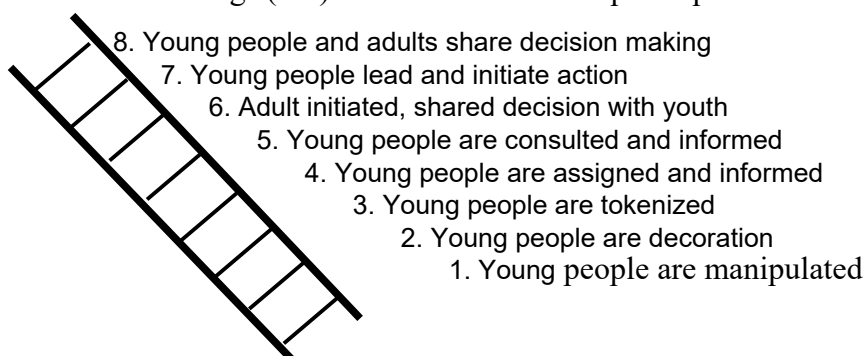 8. Young people and adults share decision making
7. Young people lead and initiate action
6. Adult initiated, shared decision with youth
5. Young people are consulted and informed
4. Young people are assigned and informed
3. Young people are tokenized
2. Young people are decoration
1. Young people are manipulated